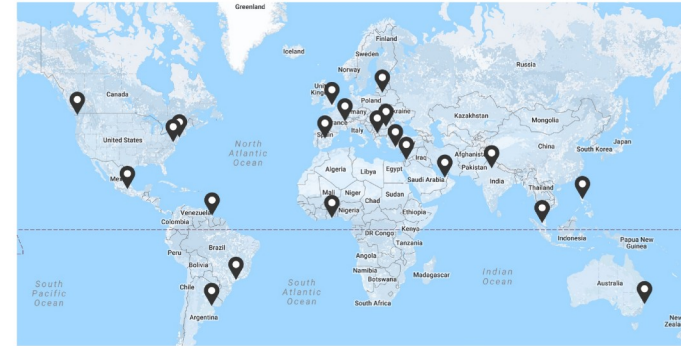 Greenland
Iceland
Finland
Sweden
Norway
Russia
Canada
Poland
Ukraine
Kazakhstan
Mongolia
Italy
United States
North
Atlantic
Ocean
Spain
China
South Korea
Japan
Iraq
Afghanistan
Pakistan
Algeria
Libya
Egypt
Saudi Arabia
India
Thailand
Mali
Niger
Chad
Sudan
Nigeria
Ethiopia
Venezuela
Colombia
Kenya
DR Congo
Tanzania
Indonesia
Papua New
Guinea
Peru
Brazil
Bolivia
Angola
Namibia
Botswana
Madagascar
Indian
Ocean
South
Pacific
Ocean
Chile
South
Atlantic
Ocean
South Africa
Australia
Argentina
New